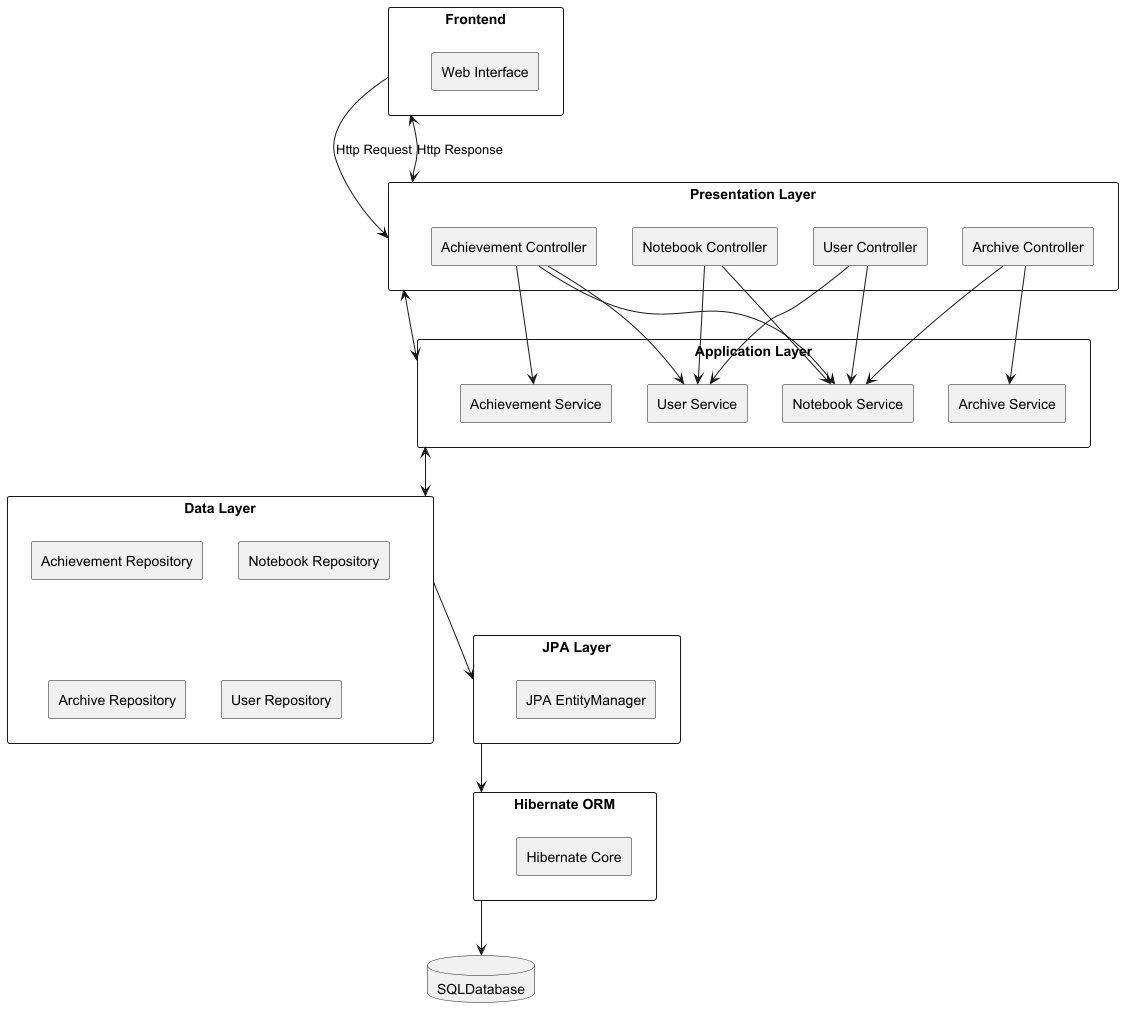 Frontend
Web Interface
Http Request
Http Response
Presentation Layer
Achievement Controller
Notebook Controller
User Controller
Archive Controller
Application Layer
Achievement Service
User Service
Notebook Service
Archive Service
Data Layer
Achievement Repository
Notebook Repository
Archive Repository
User Repository
JPA Layer
JPA EntityManager
Hibernate ORM
Hibernate Core
SQLDatabase